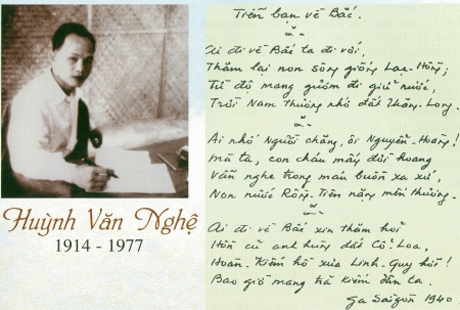 Huỳnh Văn Nghệ
1914 - 1977
Tiễn bạn về Bắc.
Ai đi về Bắc ta đi với,
Thăm lại non sông giống Lạc-Hồng;
Từ độ mang gươm đi giữ nước,
Trời Nam thương nhớ đất Thăng-Long.
Ai nhớ Người chăng, ôi Nguyễn-Hoàng!
Mà ta, con cháu mấy đời hoang
Vẫn nghe trong máu buồn xa xứ,
Non nước Rồng-Tiên nặng mến thương.
Ai đi về Bắc xin thăm hỏi
Hồn cũ anh hùng đất Cổ-Loa,
Hoàn-Kiếm hồ xưa Linh-Quy hỡi!
Bao giờ mang trả kiếm dân ta.
Ga Saigon 1940